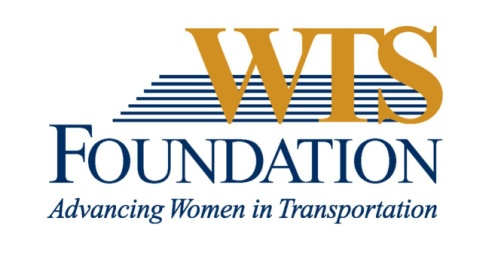 WTS
FOUNDATION
Advancing Women in Transportation